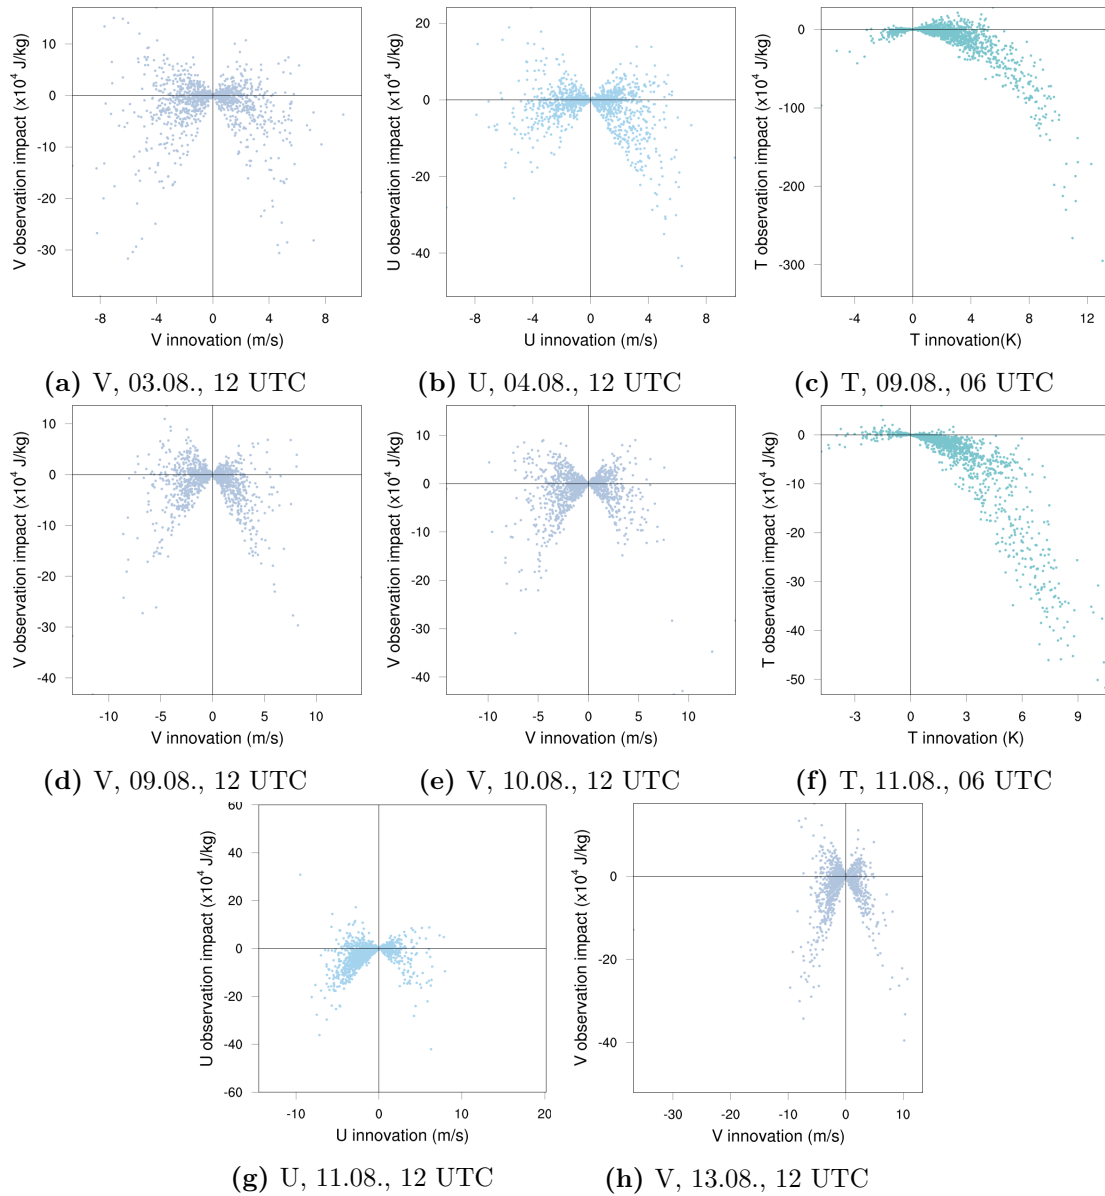 V observation impact (x10⁴ J/kg)
10
0
-10
-20
-30
-8 -4 0 4 8
V innovation (m/s)
(a) V, 03.08., 12 UTC
U observation impact (x10⁴ J/kg)
20
0
-20
-40
-8 -4 0 4 8
U innovation (m/s)
(b) U, 04.08., 12 UTC
T observation impact (x10⁴ J/kg)
0
-100
-200
-300
-4 0 4 8 12
T innovation(K)
(c) T, 09.08., 06 UTC
V observation impact (x10⁴ J/kg)
10
0
-10
-20
-30
-40
-10 -5 0 5 10
V innovation (m/s)
(d) V, 09.08., 12 UTC
V observation impact (x10⁴ J/kg)
10
0
-10
-20
-30
-40
-10 -5 0 5 10
V innovation (m/s)
(e) V, 10.08., 12 UTC
T observation impact (x10⁴ J/kg)
0
-10
-20
-30
-40
-50
-3 0 3 6 9
T innovation (K)
(f) T, 11.08., 06 UTC
U observation impact (x10⁴ J/kg)
60
40
20
0
-20
-40
-60
-10 0 10 20
U innovation (m/s)
(g) U, 11.08., 12 UTC
V observation impact (x10⁴ J/kg)
0
-20
-40
-30 -20 -10 0 10
V innovation (m/s)
(h) V, 13.08., 12 UTC